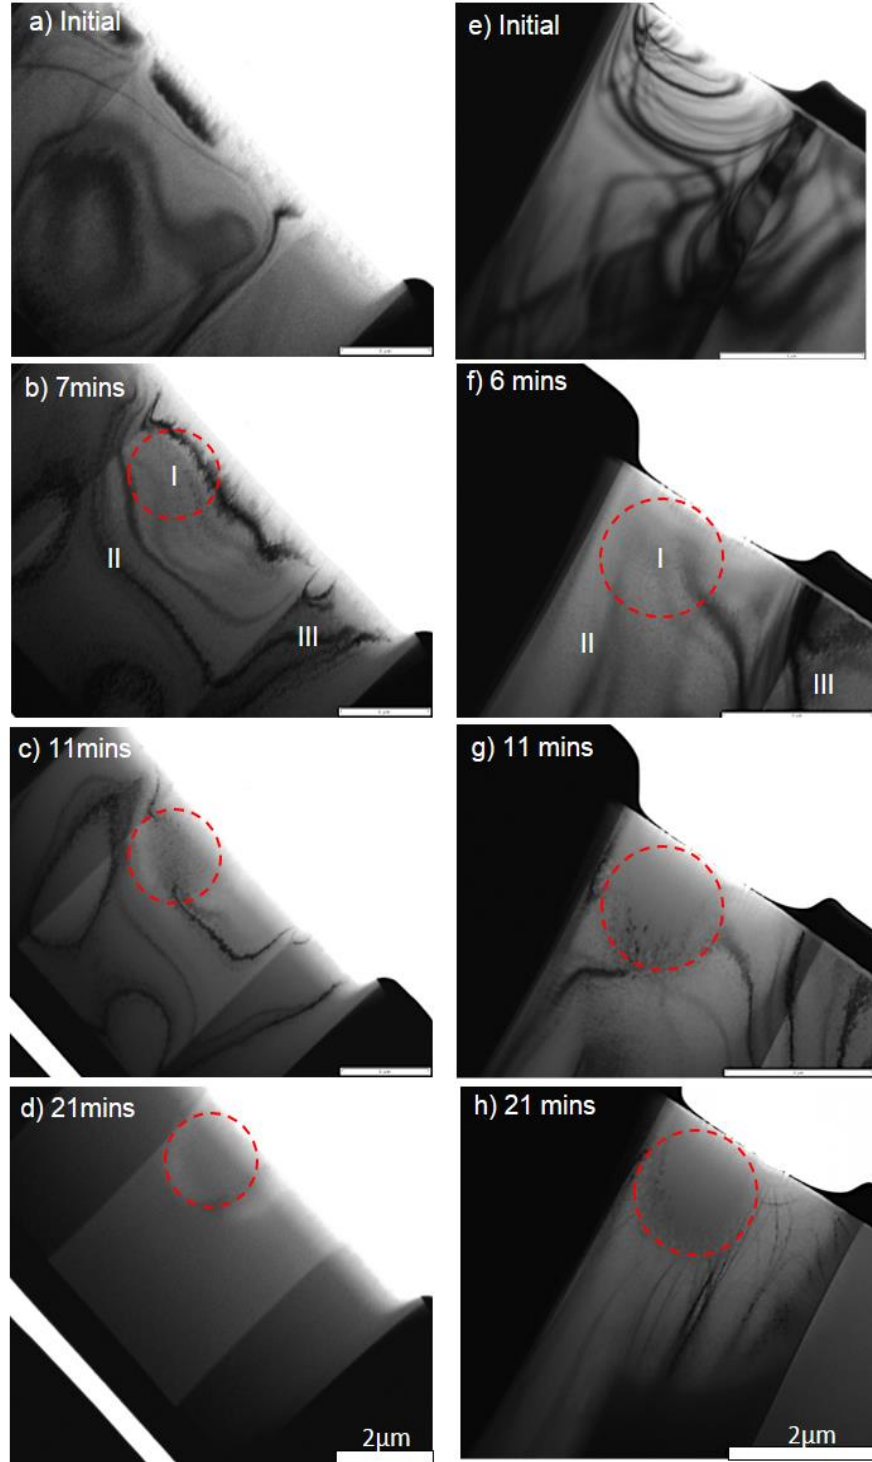 a) Initial
e) Initial
b) 7mins
I
II
III
f) 6 mins
I
II
III
c) 11mins
g) 11 mins
d) 21mins
2μm
h) 21 mins
2μm